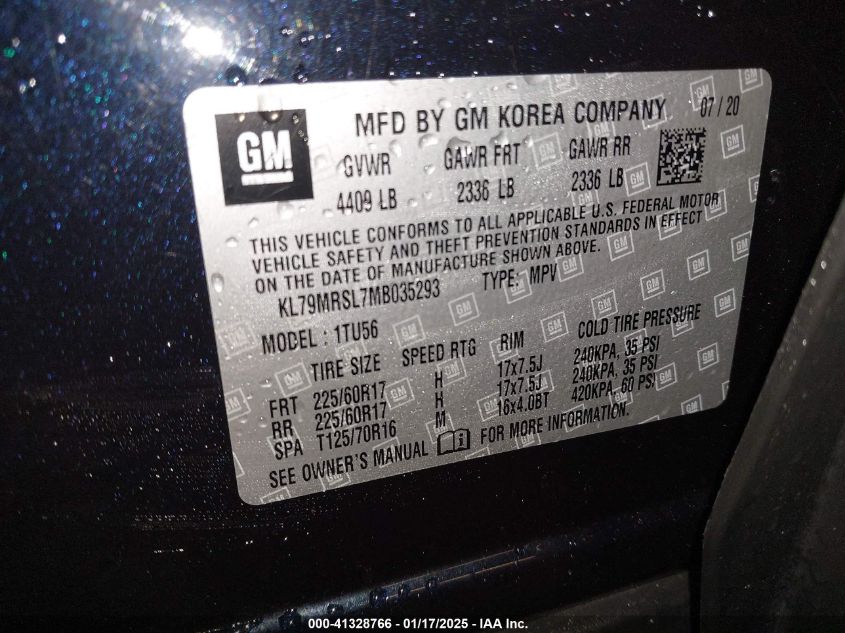 GM
MFD BY GM KOREA COMPANY 07/20
GVWR GAWR FRT GAWR RR
4409 LB 2336 LB 2336 LB
THIS VEHICLE CONFORMS TO ALL APPLICABLE U.S. FEDERAL MOTOR
VEHICLE SAFETY AND THEFT PREVENTION STANDARDS IN EFFECT
ON THE DATE OF MANUFACTURE SHOWN ABOVE.
KL79MRSL7MB035293 TYPE: MPV
MODEL : 1TU56
TIRE SIZE SPEED RTG RIM COLD TIRE PRESSURE
FRT 225/60R17 H 17x7.5J 240KPA, 35 PSI
RR 225/60R17 H 17x7.5J 240KPA, 35 PSI
SPA T125/70R16 M 16x4.0BT 420KPA, 60 PSI
SEE OWNER'S MANUAL FOR MORE INFORMATION.
000-41328766 — 01/17/2025 — IAA Inc.